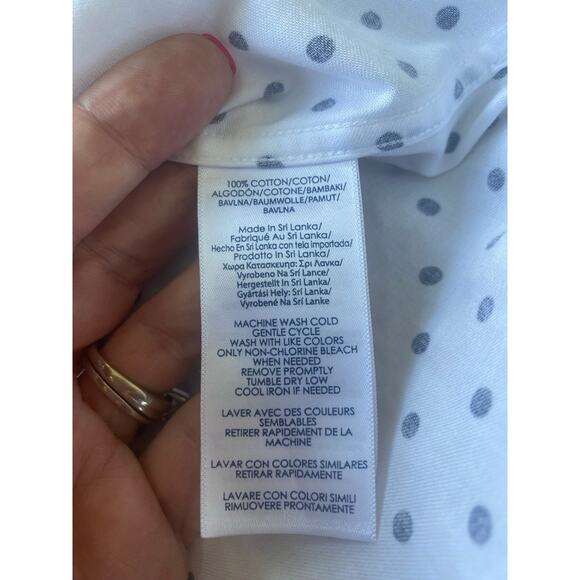 100% COTTON/COTON/
ALGODÓN/COTONE/BAMBAKI/
BAVLNA/BAUMWOLLE/PAMUT/
BAVLNA
Made In Sri Lanka/
Fabriqué Au Sri Lanka/
Hecho En Sri Lanka con tela importada/
Prodotto In Sri Lanka/
Χωρα Κατασκευησ: Σρι Λανκα/
Vyrobeno Na Srí Lance/
Hergestellt in Sri Lanka/
Gyártási Hely: Sri Lanka/
Vyrobené Na Srí Lanke
MACHINE WASH COLD
GENTLE CYCLE
WASH WITH LIKE COLORS
ONLY NON-CHLORINE BLEACH
WHEN NEEDED
REMOVE PROMPTLY
TUMBLE DRY LOW
COOL IRON IF NEEDED
LAVER AVEC DES COULEURS
SEMBLABLES
RETIRER RAPIDEMENT DE LA
MACHINE
LAVAR CON COLORES SIMILARES
RETIRAR RAPIDAMENTE
LAVARE CON COLORI SIMILI
RIMUOVERE PRONTAMENTE